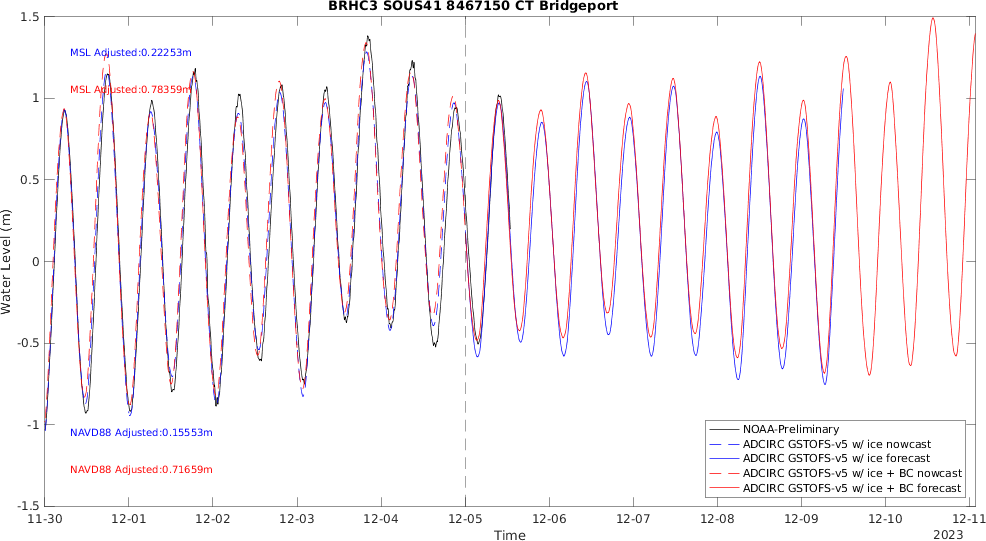 BRHC3 SOUS41 8467150 CT Bridgeport
1.5
MSL Adjusted:0.22253m
MSL Adjusted:0.78359m
1
0.5
0
Water Level (m)
-0.5
-1
NAVD88 Adjusted:0.15553m
NAVD88 Adjusted:0.71659m
-1.5
NOAA-Preliminary
ADCIRC GSTOFS-v5 w/ ice nowcast
ADCIRC GSTOFS-v5 w/ ice forecast
ADCIRC GSTOFS-v5 w/ ice + BC nowcast
ADCIRC GSTOFS-v5 w/ ice + BC forecast
11-30 12-01 12-02 12-03 12-04 12-05 12-06 12-07 12-08 12-09 12-10 12-11
Time
2023